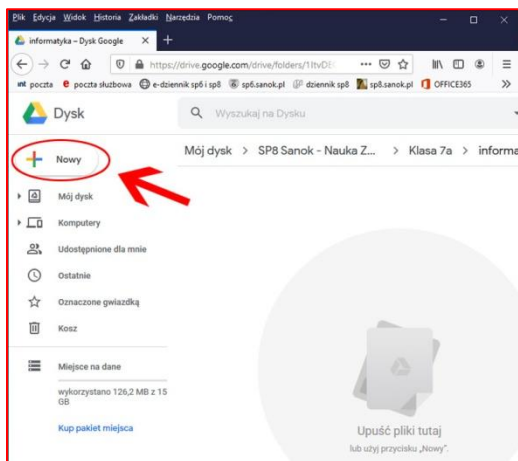 Plik Edycja Widok Historia Zakładki Narzędzia Pomoc
informatyka – Dysk Google
https://drive.google.com/drive/folders/1ItvD8
poczta poczta służbowa e-dziennik sp6 i sp8 sp6.sanok.pl dziennik sp8 sp8.sanok.pl OFFICE365
Dysk
Wyszukaj na Dysku
Nowy
Mój dysk > SP8 Sanok - Nauka Z... > Klasa 7a > informa
Mój dysk
Komputery
Udostępnione dla mnie
Ostatnie
Oznaczone gwiazdką
Kosz
Miejsce na dane
wykorzystano 126,2 MB z 15
GB
Kup pakiet miejsca
Upuść pliki tutaj
lub użyj przycisku „Nowy".